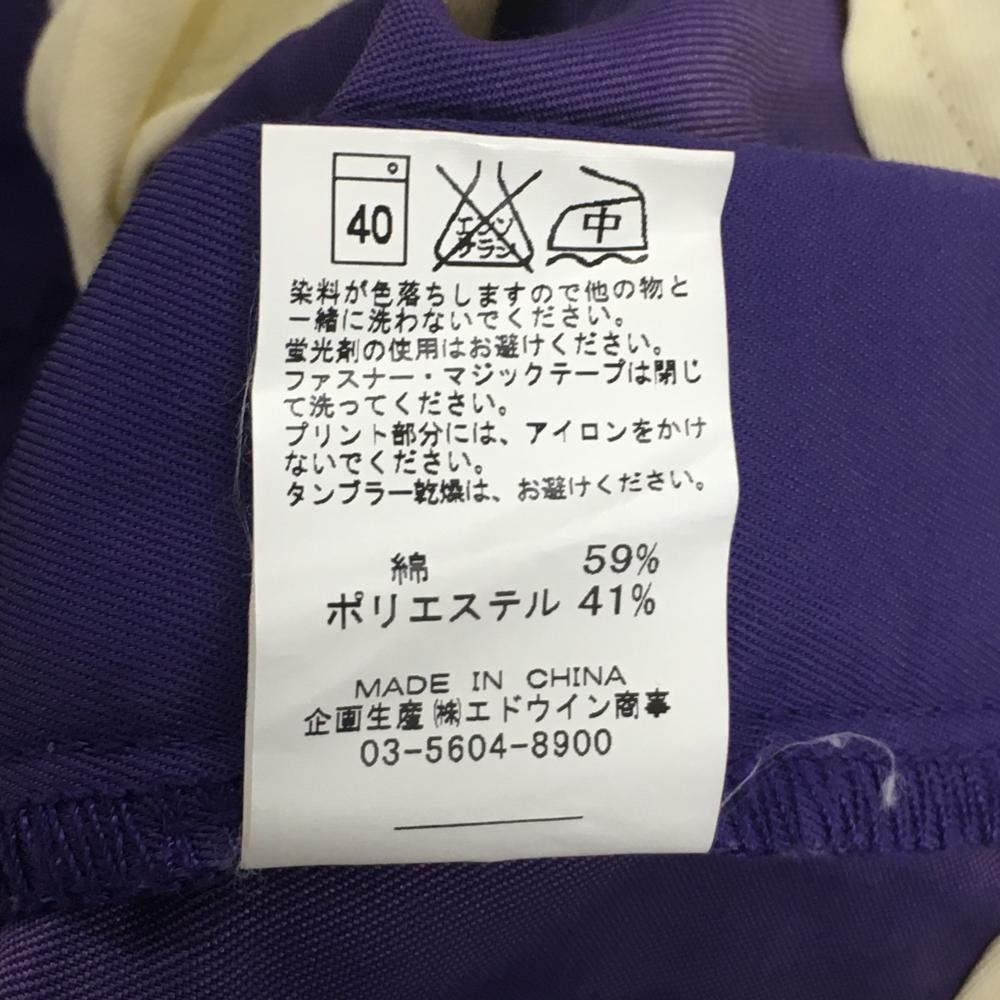 40
エンソ
サラシ
中
染料が色落ちしますので他の物と
一緒に洗わないでください。
蛍光剤の使用はお避けください。
ファスナー・マジックテープは閉じ
て洗ってください。
プリント部分には、アイロンをかけ
ないでください。
タンブラー乾燥は、お避けください。
綿 59%
ポリエステル 41%
MADE IN CHINA
企画生産㈱エドウイン商事
03-5604-8900